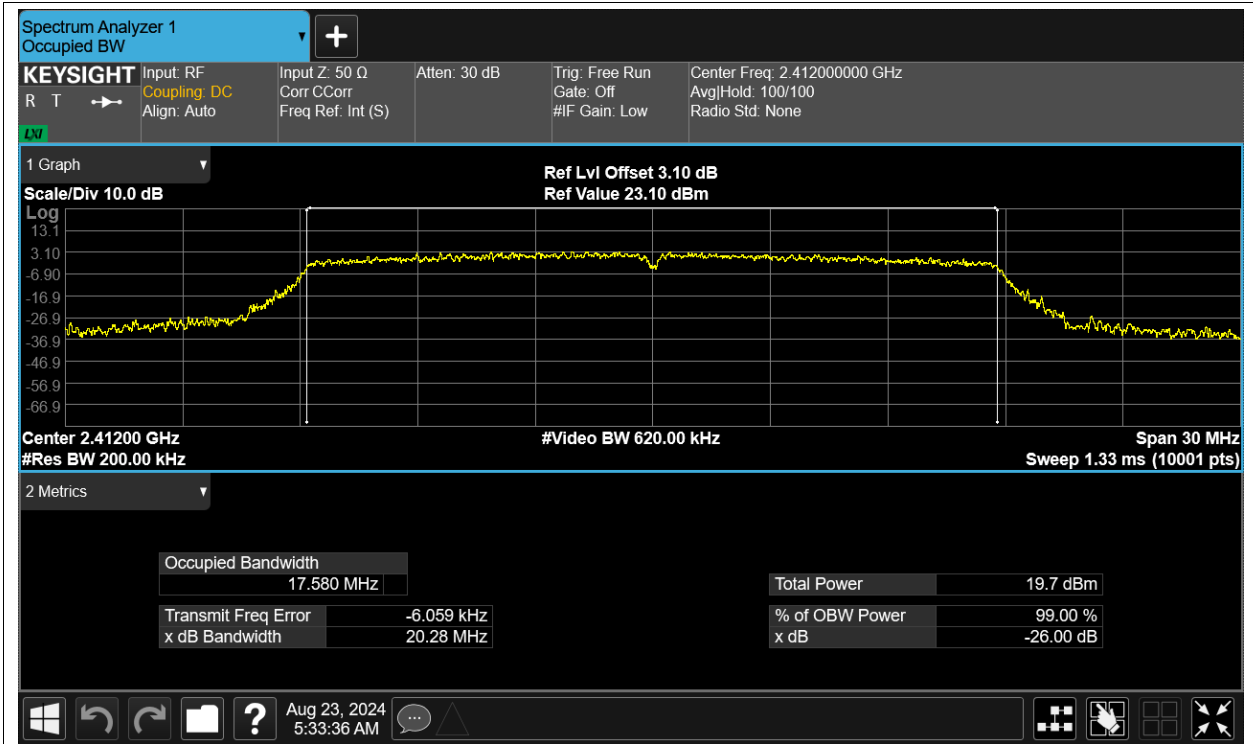 Spectrum Analyzer 1
Occupied BW
KEYSIGHT
R T
LXI
Input: RF
Coupling: DC
Align: Auto
Input Z: 50 Ω
Corr CCorr
Freq Ref: Int (S)
Atten: 30 dB
Trig: Free Run
Gate: Off
#IF Gain: Low
Center Freq: 2.412000000 GHz
Avg|Hold: 100/100
Radio Std: None
1 Graph
Scale/Div 10.0 dB
Ref Lvl Offset 3.10 dB
Ref Value 23.10 dBm
Log
13.1
3.10
-6.90
-16.9
-26.9
-36.9
-46.9
-56.9
-66.9
Center 2.41200 GHz
#Res BW 200.00 kHz
#Video BW 620.00 kHz
Span 30 MHz
Sweep 1.33 ms (10001 pts)
2 Metrics
Occupied Bandwidth
17.580 MHz
Transmit Freq Error -6.059 kHz
x dB Bandwidth 20.28 MHz
Total Power 19.7 dBm
% of OBW Power 99.00 %
x dB -26.00 dB
?
Aug 23, 2024
5:33:36 AM